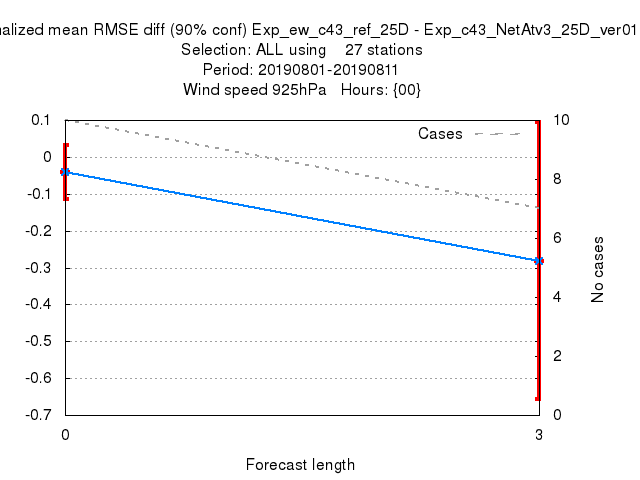 nalized mean RMSE diff (90% conf) Exp_ew_c43_ref_25D - Exp_c43_NetAtv3_25D_ver01
Selection: ALL using 27 stations
Period: 20190801-20190811
Wind speed 925hPa Hours: {00}
Cases
0.1
0
-0.1
-0.2
-0.3
-0.4
-0.5
-0.6
-0.7
10
8
6
4
2
0
No cases
0 3
Forecast length